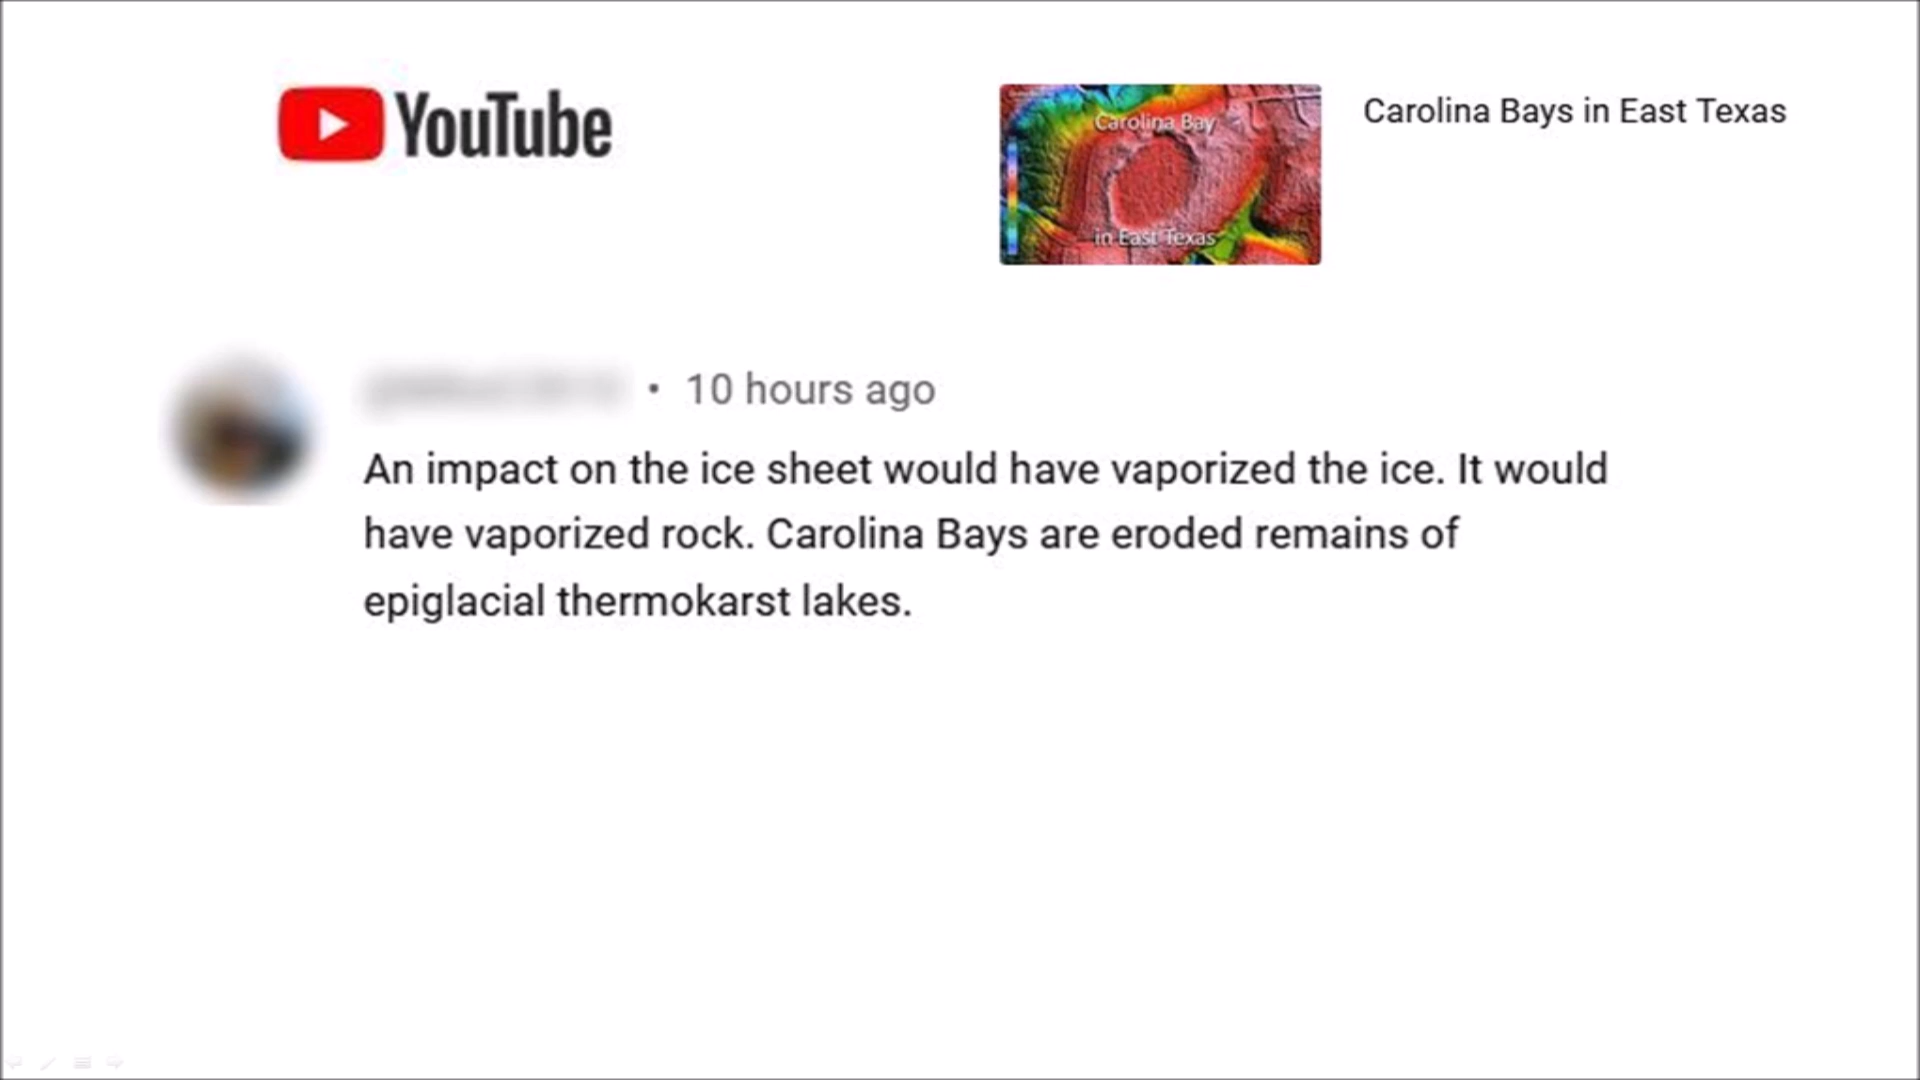 YouTube
Carolina Bay
in East Texas
Carolina Bays in East Texas
• 10 hours ago
An impact on the ice sheet would have vaporized the ice. It would
have vaporized rock. Carolina Bays are eroded remains of
epiglacial thermokarst lakes.